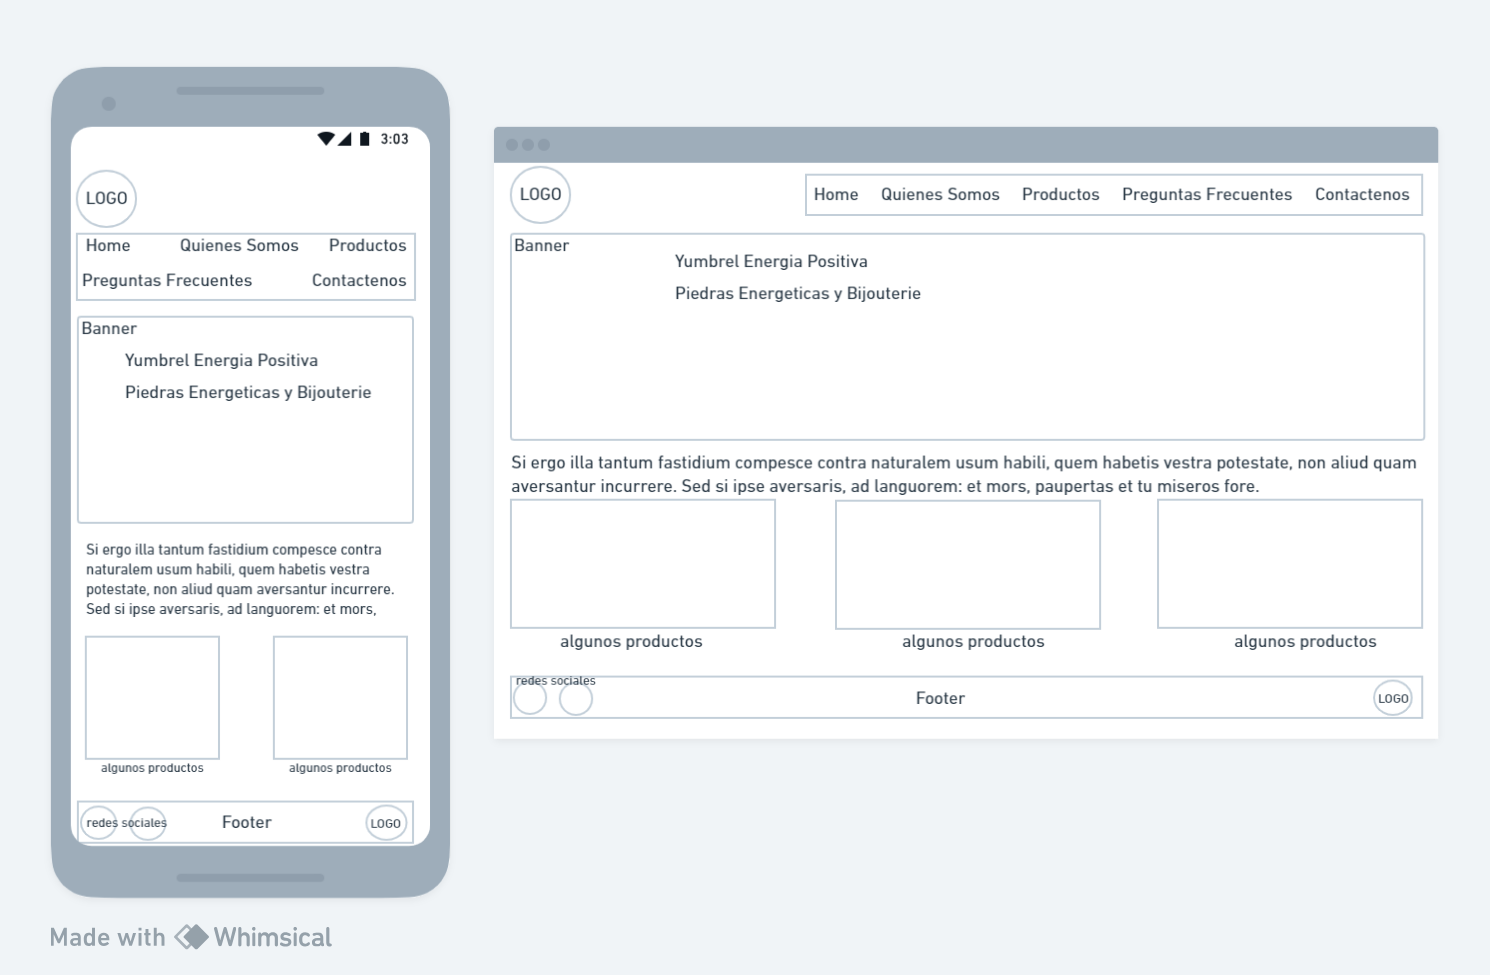 3:03
LOGO
Home Quienes Somos Productos
Preguntas Frecuentes Contactenos
Banner
Yumbrel Energia Positiva
Piedras Energeticas y Bijouterie
Si ergo illa tantum fastidium compesce contra
naturalem usum habili, quem habetis vestra
potestate, non aliud quam aversantur incurrere.
Sed si ipse aversaris, ad languorem: et mors,
algunos productos algunos productos
redes sociales Footer LOGO
LOGO Home Quienes Somos Productos Preguntas Frecuentes Contactenos
Banner
Yumbrel Energia Positiva
Piedras Energeticas y Bijouterie
Si ergo illa tantum fastidium compesce contra naturalem usum habili, quem habetis vestra potestate, non aliud quam
aversantur incurrere. Sed si ipse aversaris, ad languorem: et mors, paupertas et tu miseros fore.
algunos productos algunos productos algunos productos
redes sociales
Footer LOGO
Made with Whimsical